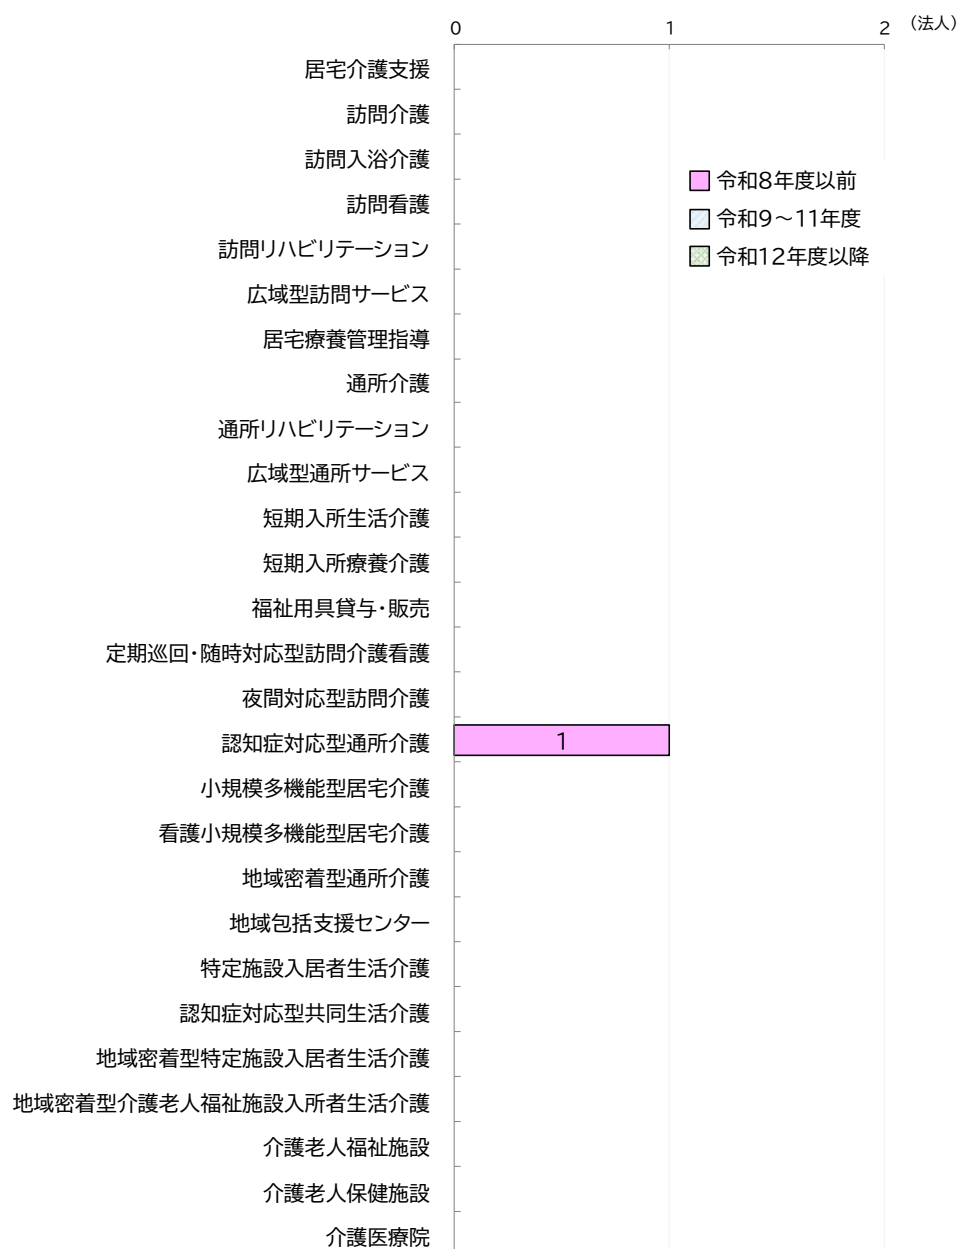 0 1 2 （法人）
居宅介護支援
訪問介護
訪問入浴介護
令和8年度以前
訪問看護
令和9～11年度
訪問リハビリテーション
令和12年度以降
広域型訪問サービス
居宅療養管理指導
通所介護
通所リハビリテーション
広域型通所サービス
短期入所生活介護
短期入所療養介護
福祉用具貸与・販売
定期巡回・随時対応型訪問介護看護
夜間対応型訪問介護
認知症対応型通所介護 1
小規模多機能型居宅介護
看護小規模多機能型居宅介護
地域密着型通所介護
地域包括支援センター
特定施設入居者生活介護
認知症対応型共同生活介護
地域密着型特定施設入居者生活介護
地域密着型介護老人福祉施設入所者生活介護
介護老人福祉施設
介護老人保健施設
介護医療院